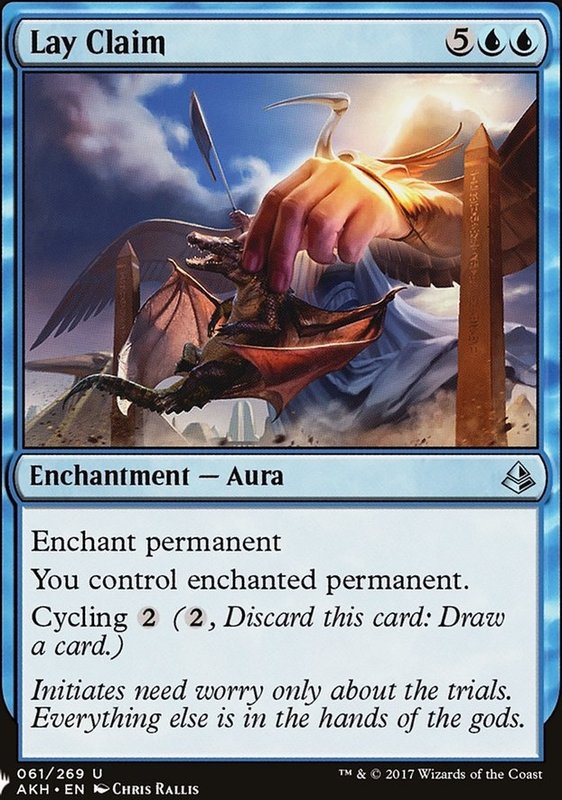 Lay Claim 5
Enchantment — Aura
Enchant permanent
You control enchanted permanent.
Cycling 2 (2, Discard this card: Draw
a card.)
Initiates need worry only about the trials.
Everything else is in the hands of the gods.
061/269 U
AKH • EN Chris Rallis
™ & © 2017 Wizards of the Coast